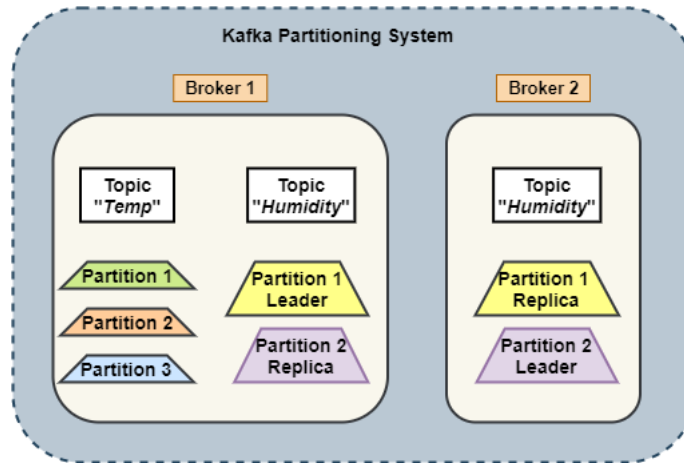 Kafka Partitioning System
Broker 1
Topic
"Temp"
Partition 1
Partition 2
Partition 3
Topic
"Humidity"
Partition 1
Leader
Partition 2
Replica
Broker 2
Topic
"Humidity"
Partition 1
Replica
Partition 2
Leader